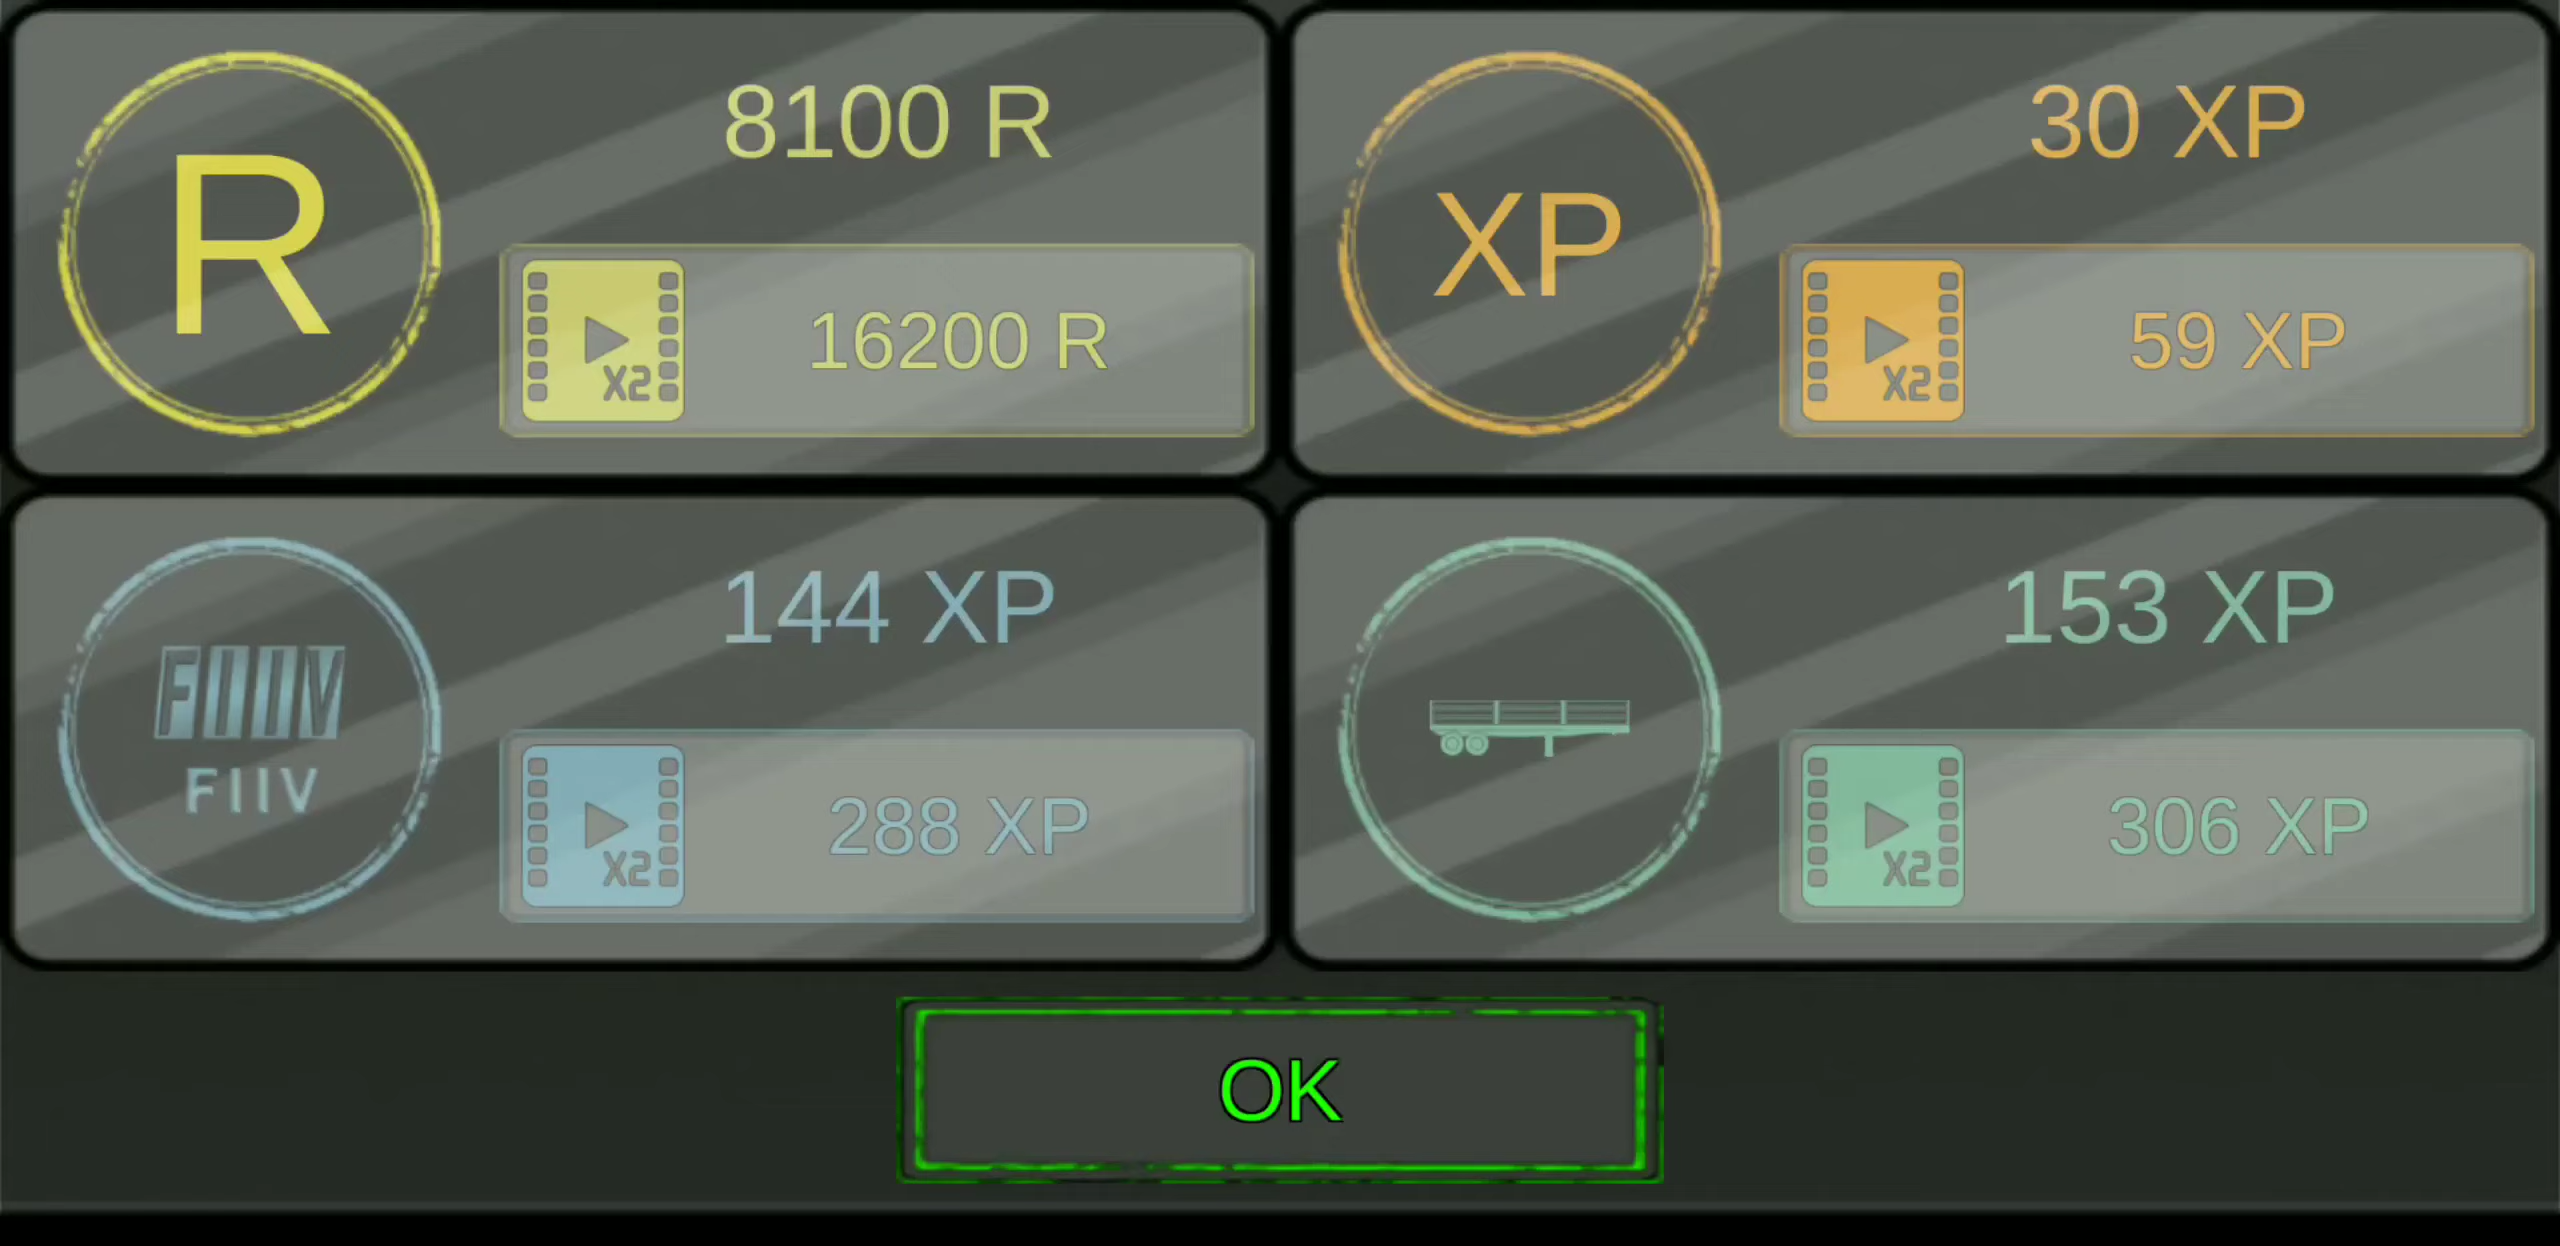 R
8100 R
X2
16200 R
XP
30 XP
X2
59 XP
FIIV
FIIV
144 XP
X2
288 XP
153 XP
X2
306 XP
OK